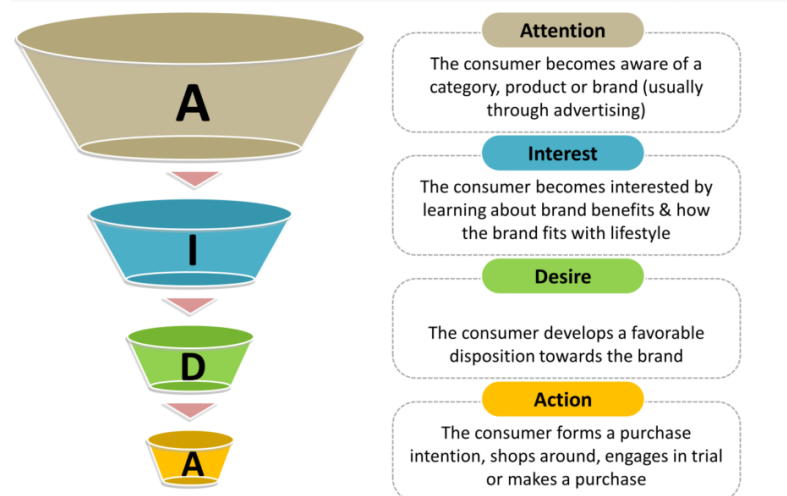 A
Attention
The consumer becomes aware of a
category, product or brand (usually
through advertising)
I
Interest
The consumer becomes interested by
learning about brand benefits & how
the brand fits with lifestyle
D
Desire
The consumer develops a favorable
disposition towards the brand
A
Action
The consumer forms a purchase
intention, shops around, engages in trial
or makes a purchase